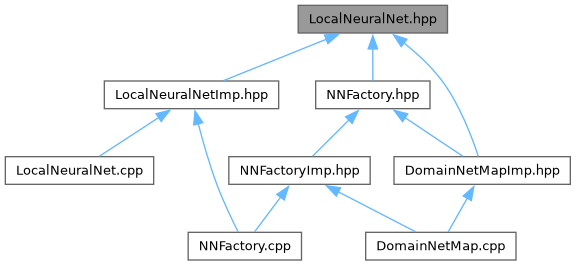 LocalNeuralNet.hpp
LocalNeuralNetImp.hpp
NNFactory.hpp
LocalNeuralNet.cpp
NNFactoryImp.hpp
DomainNetMapImp.hpp
NNFactory.cpp
DomainNetMap.cpp